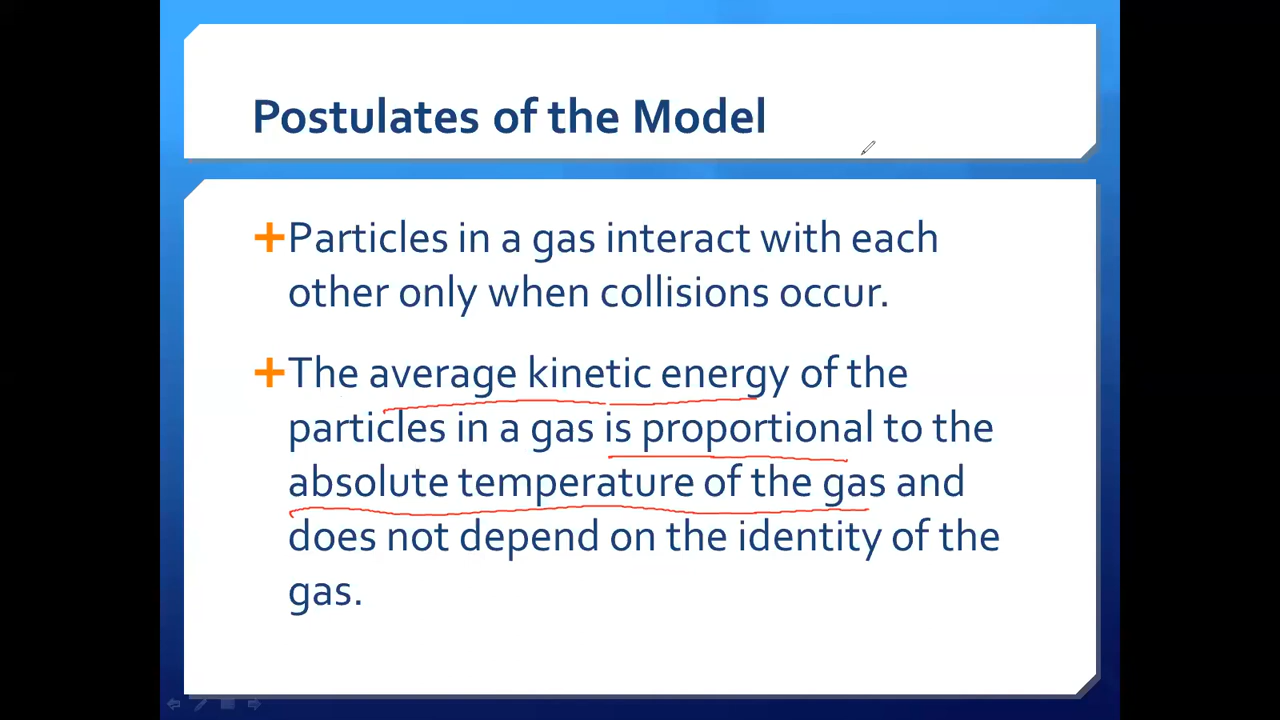 Postulates of the Model
+Particles in a gas interact with each
other only when collisions occur.
+The average kinetic energy of the
particles in a gas is proportional to the
absolute temperature of the gas and
does not depend on the identity of the
gas.